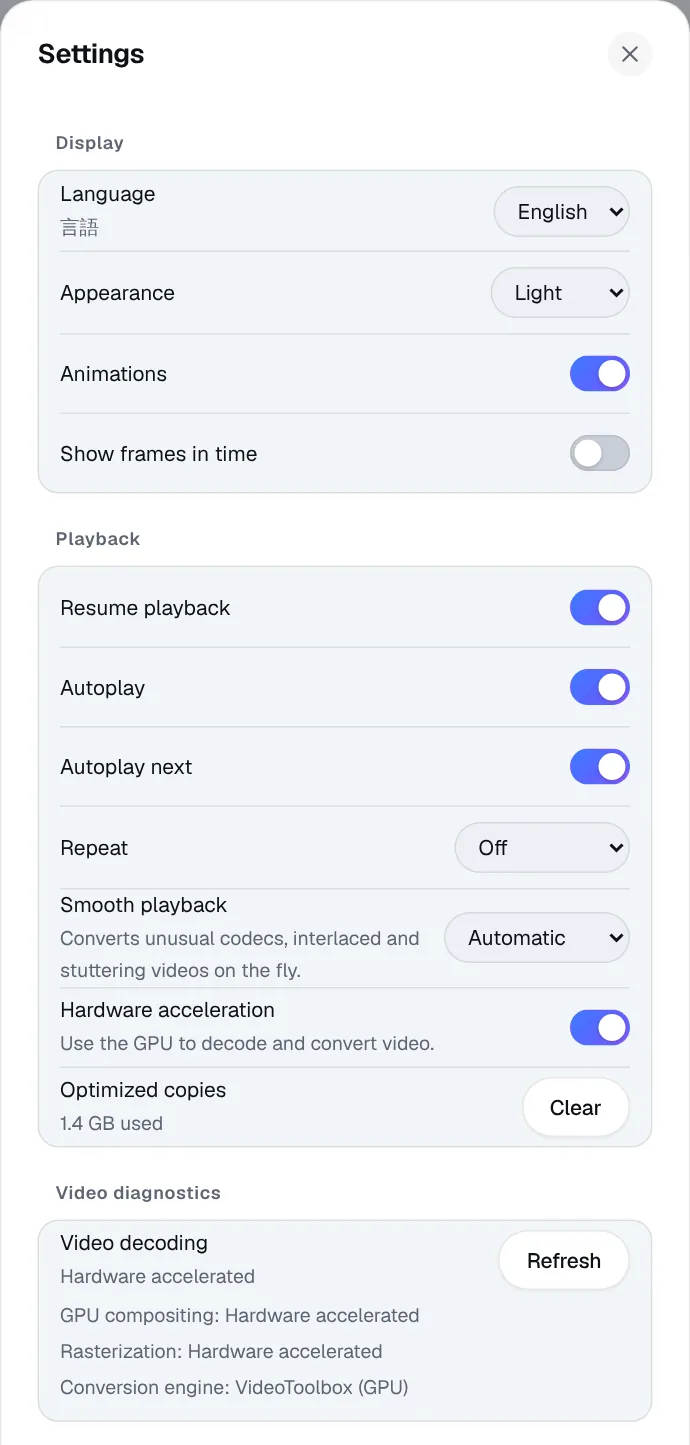 Settings
Display
Language
言語
English
Appearance
Light
Animations
Show frames in time
Playback
Resume playback
Autoplay
Autoplay next
Repeat
Off
Smooth playback
Converts unusual codecs, interlaced and
stuttering videos on the fly.
Automatic
Hardware acceleration
Use the GPU to decode and convert video.
Optimized copies
1.4 GB used
Clear
Video diagnostics
Video decoding
Hardware accelerated
Refresh
GPU compositing: Hardware accelerated
Rasterization: Hardware accelerated
Conversion engine: VideoToolbox (GPU)